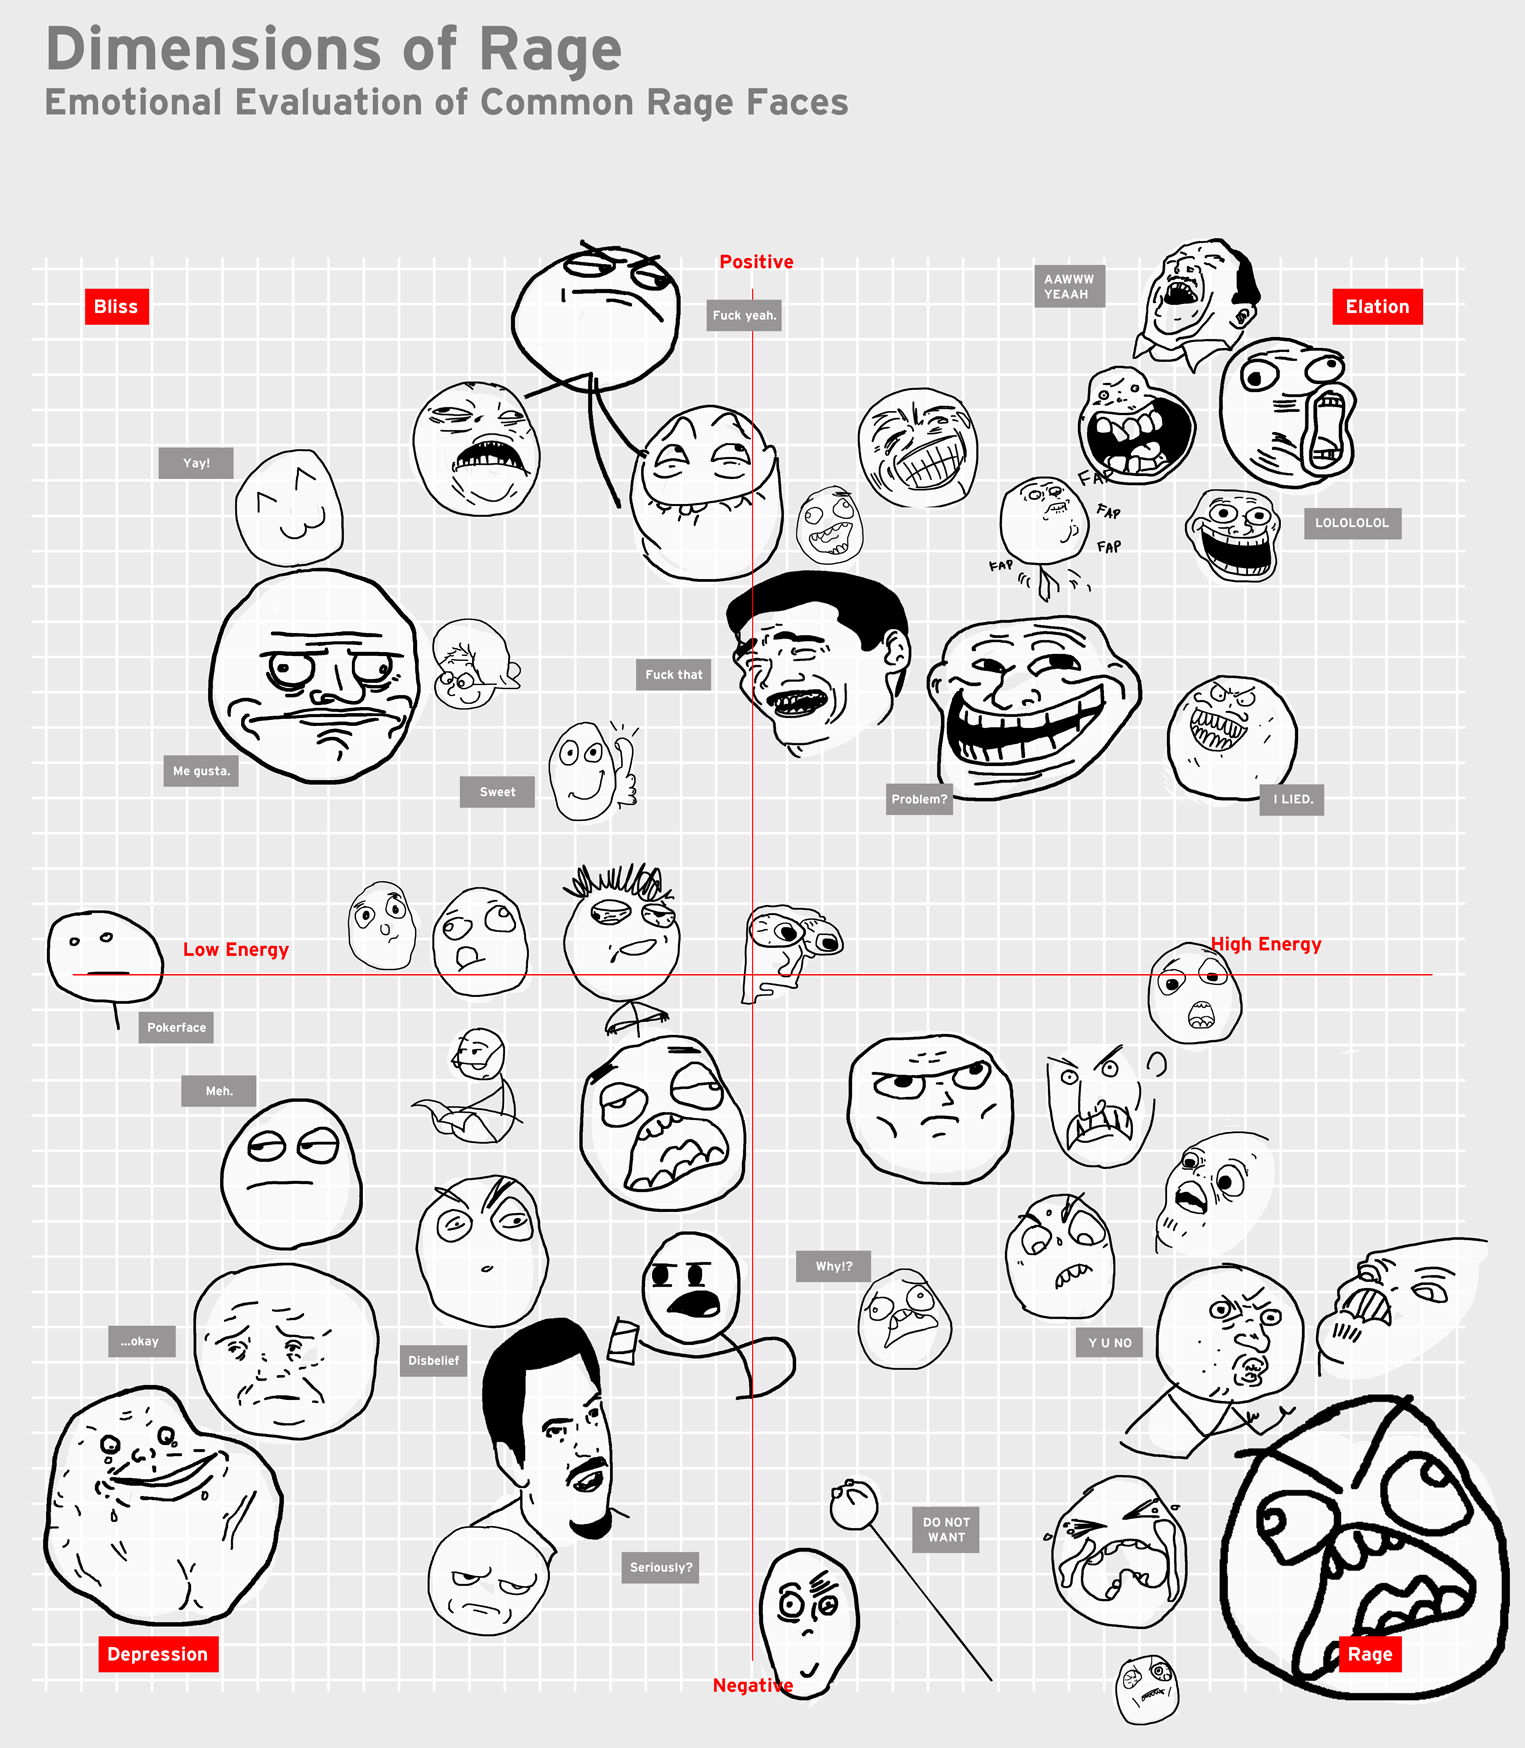 Dimensions of Rage
Emotional Evaluation of Common Rage Faces
Positive
Bliss
Fuck yeah.
AAWWW
YEAAH
Elation
Yay!
FAP
FAP
LOLOLOLOL
FAP
FAP
Fuck that
Me gusta.
Sweet
Problem?
I LIED.
Low Energy
High Energy
Pokerface
Meh.
Why!?
...okay
Disbelief
Y U NO
DO NOT
WANT
Seriously?
Depression
Rage
Negative